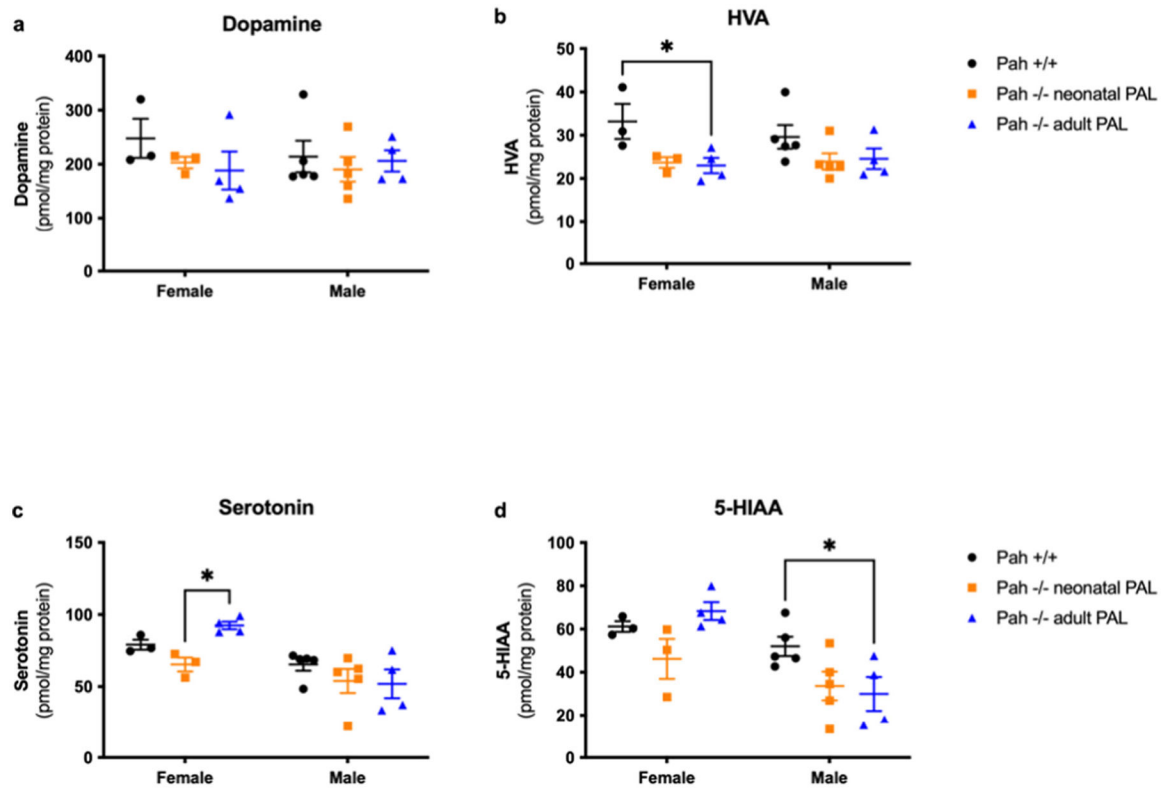 a
Dopamine
400
300
200
100
0
Dopamine
(pmol/mg protein)
Female
Male
b
HVA
50
40
30
20
10
0
HVA
(pmol/mg protein)
*
Female
Male
Pah +/+
Pah -/- neonatal PAL
Pah -/- adult PAL
c
Serotonin
150
100
50
0
Serotonin
(pmol/mg protein)
*
Female
Male
d
5-HIAA
100
80
60
40
20
0
5-HIAA
(pmol/mg protein)
*
Female
Male
Pah +/+
Pah -/- neonatal PAL
Pah -/- adult PAL